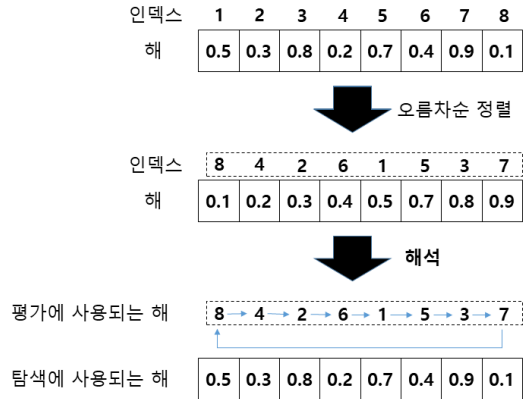 인덱스 1 2 3 4 5 6 7 8
해 0.5 0.3 0.8 0.2 0.7 0.4 0.9 0.1
오름차순 정렬
인덱스 8 4 2 6 1 5 3 7
해 0.1 0.2 0.3 0.4 0.5 0.7 0.8 0.9
해석
평가에 사용되는 해 8 4 2 6 1 5 3 7
탐색에 사용되는 해 0.5 0.3 0.8 0.2 0.7 0.4 0.9 0.1